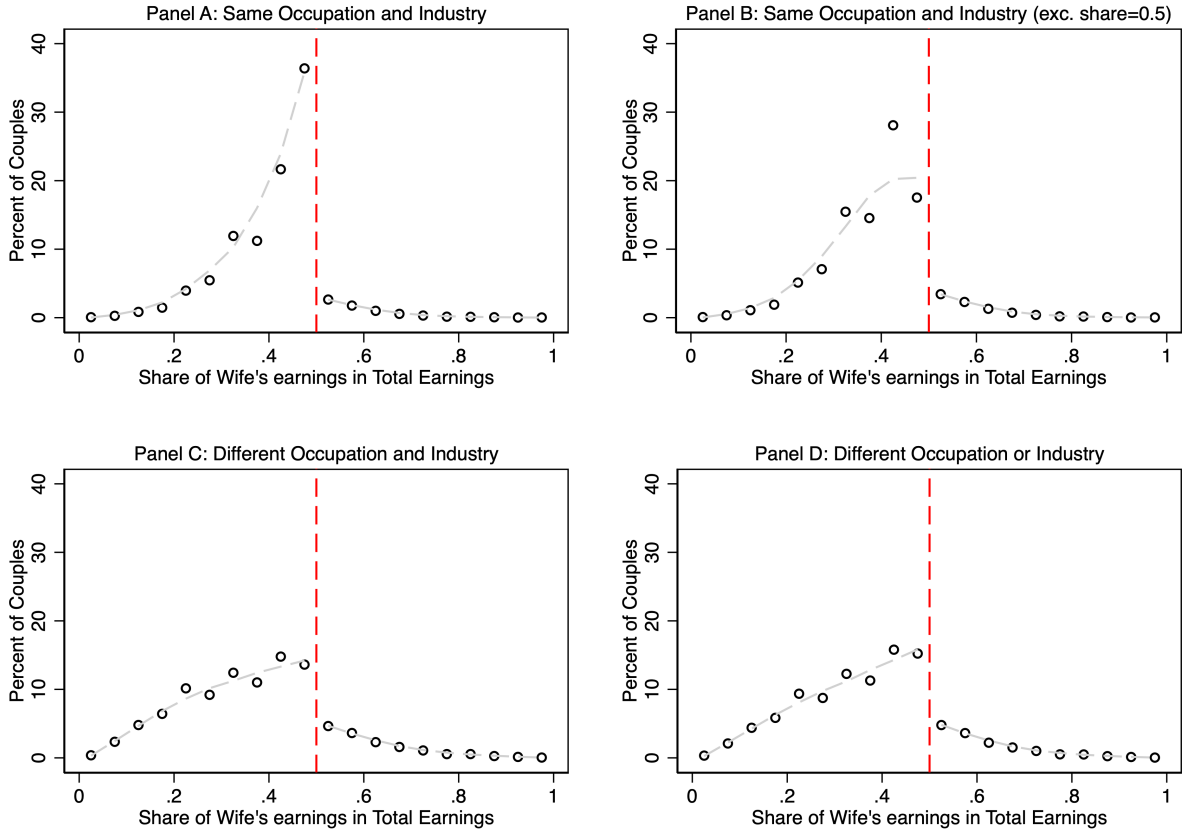 Panel A: Same Occupation and Industry
Percent of Couples
40
30
20
10
0
0 .2 .4 .6 .8 1
Share of Wife's earnings in Total Earnings
Panel B: Same Occupation and Industry (exc. share=0.5)
Percent of Couples
40
30
20
10
0
0 .2 .4 .6 .8 1
Share of Wife's earnings in Total Earnings
Panel C: Different Occupation and Industry
Percent of Couples
40
30
20
10
0
0 .2 .4 .6 .8 1
Share of Wife's earnings in Total Earnings
Panel D: Different Occupation or Industry
Percent of Couples
40
30
20
10
0
0 .2 .4 .6 .8 1
Share of Wife's earnings in Total Earnings